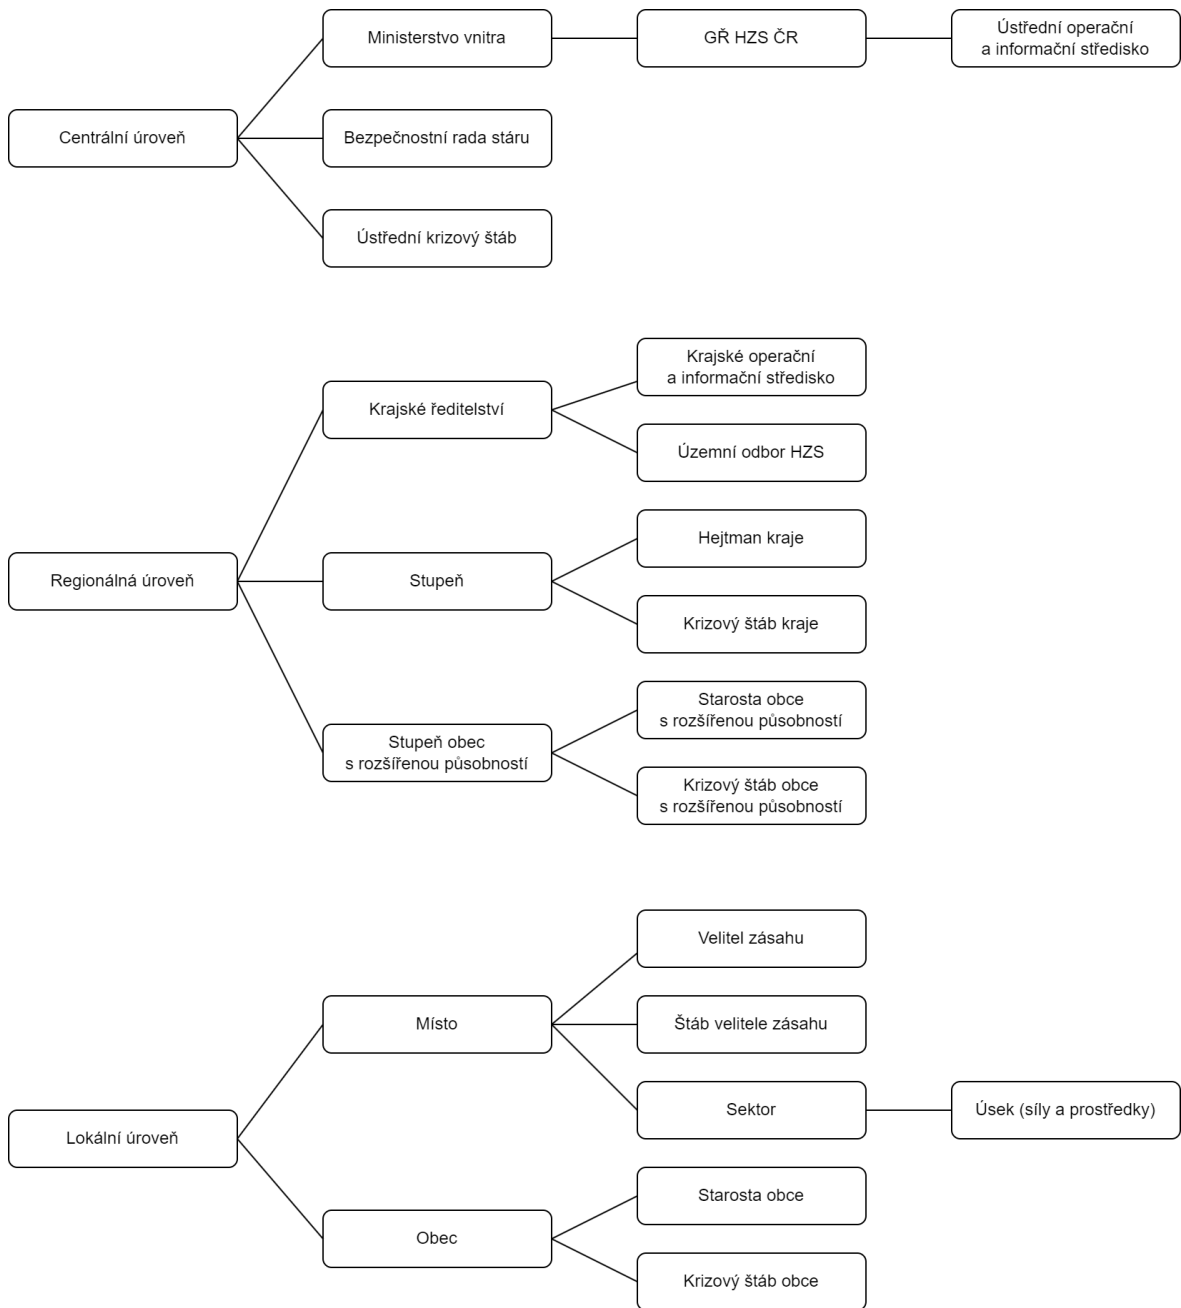 Ministerstvo vnitra
GŘ HZS ČR
Ústřední operační
a informační středisko
Centrální úroveň
Bezpečnostní rada stáru
Ústřední krizový štáb
Krajské operační
a informační středisko
Krajské ředitelství
Územní odbor HZS
Hejtman kraje
Regionálná úroveň
Stupeň
Krizový štáb kraje
Starosta obce
s rozšířenou působností
Stupeň obec
s rozšířenou působností
Krizový štáb obce
s rozšířenou působností
Velitel zásahu
Místo
Štáb velitele zásahu
Sektor
Úsek (síly a prostředky)
Lokální úroveň
Starosta obce
Obec
Krizový štáb obce